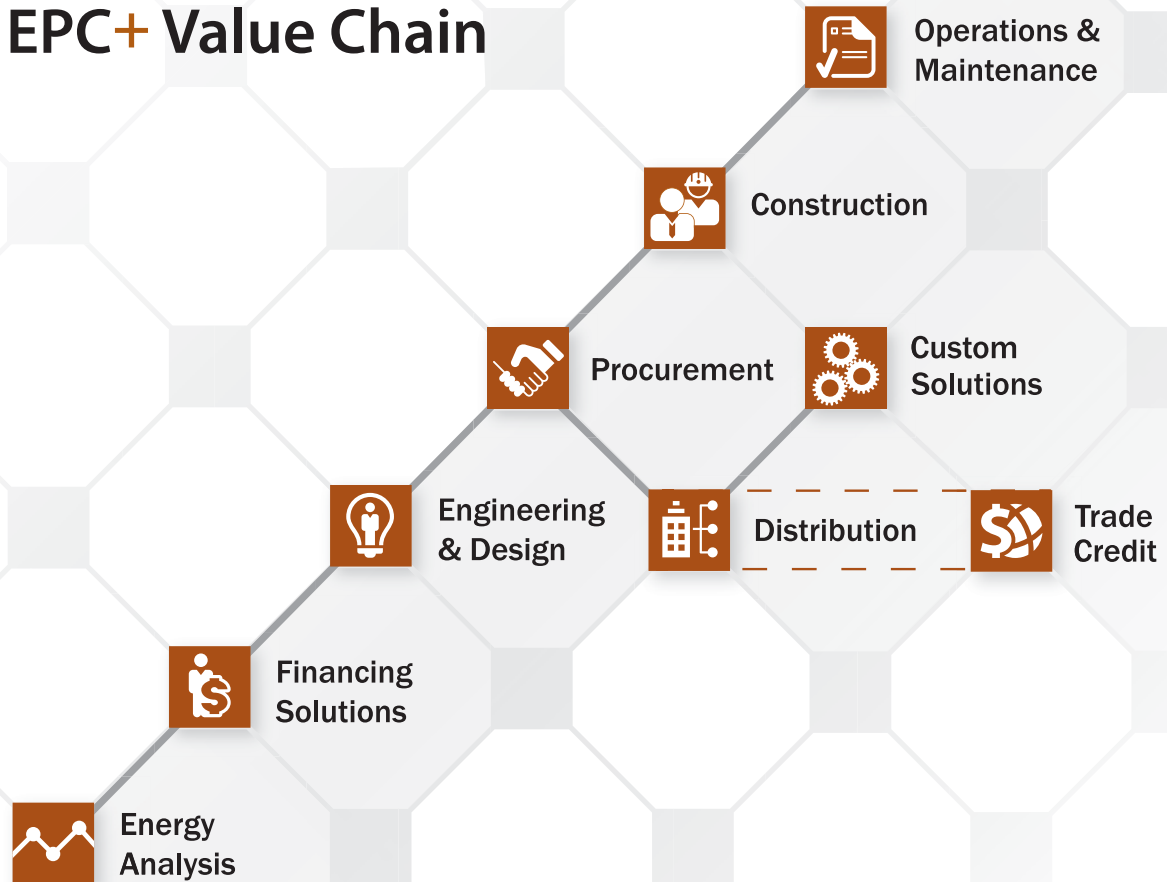 EPC+ Value Chain
Operations &
Maintenance
Construction
Procurement
Custom
Solutions
Engineering
& Design
Distribution
Trade
Credit
Financing
Solutions
Energy
Analysis